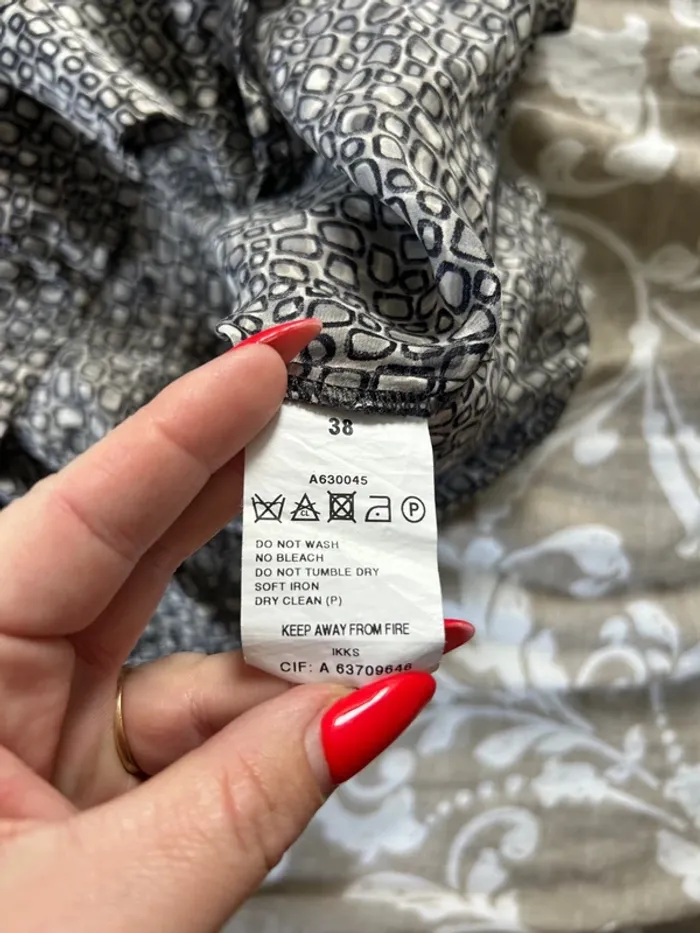 38
A630045
CL
P
DO NOT WASH
NO BLEACH
DO NOT TUMBLE DRY
SOFT IRON
DRY CLEAN (P)
KEEP AWAY FROM FIRE
IKKS
CIF: A 63709646